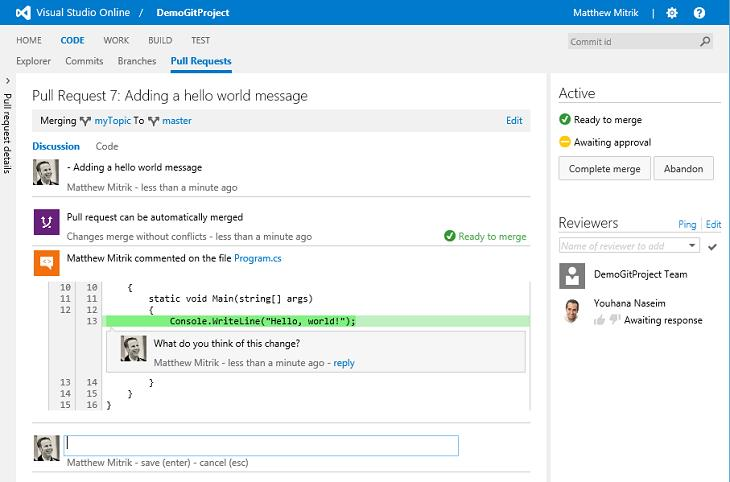 Visual Studio Online / DemoGitProject Matthew Mitrik
HOME CODE WORK BUILD TEST
Commit id
Explorer Commits Branches Pull Requests
Pull request details
Pull Request 7: Adding a hello world message
Merging myTopic To master Edit
Discussion Code
- Adding a hello world message
Matthew Mitrik - less than a minute ago
Pull request can be automatically merged
Changes merge without conflicts - less than a minute ago Ready to merge
Matthew Mitrik commented on the file Program.cs
10 10 {
11 11 static void Main(string[] args)
12 12 {
13 Console.WriteLine("Hello, world!");
What do you think of this change?
Matthew Mitrik - less than a minute ago - reply
13 14 }
14 15 }
15 16 }
Matthew Mitrik - save (enter) - cancel (esc)
Active
Ready to merge
Awaiting approval
Complete merge Abandon
Reviewers Ping Edit
Name of reviewer to add
DemoGitProject Team
Youhana Naseim
Awaiting response